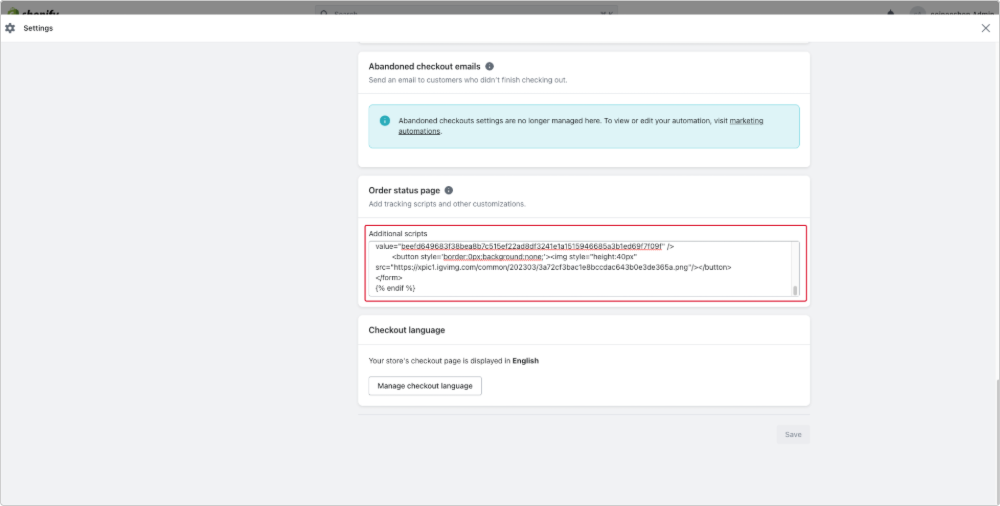 shopify
Search
⌘ K
Settings
Abandoned checkout emails
Send an email to customers who didn't finish checking out.
Abandoned checkouts settings are no longer managed here. To view or edit your automation, visit marketing
automations.
Order status page
Add tracking scripts and other customizations.
Additional scripts
value="beefd649683f38bea8b7c515ef22ad8df3241e1a1515946685a3b1ed69f7f09f" />
<button style='border:0px;background:none;'><img style="height:40px"
src="https://xpic1.igvimg.com/common/202303/3a72cf3bac1e8bccdac643b0e3de365a.png"/></button>
</form>
{% endif %}
Checkout language
Your store's checkout page is displayed in English
Manage checkout language
Save